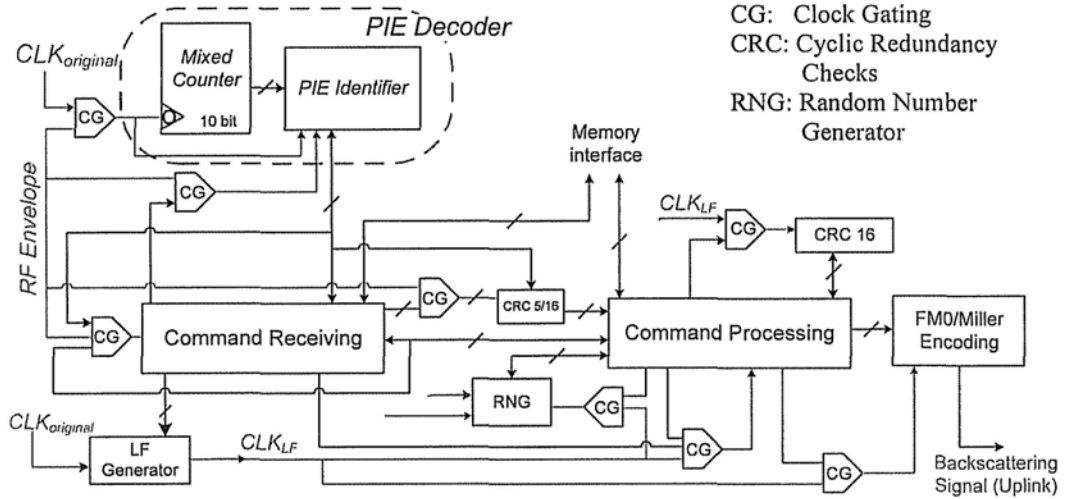 PIE Decoder
CG: Clock Gating
CRC: Cyclic Redundancy
Checks
RNG: Random Number
Generator
CLKoriginal
Mixed
Counter
10 bit
PIE Identifier
CG
RF Envelope
CG
Memory
interface
CLKLF
CG
CRC 16
CG
CRC 5/16
CG
Command Receiving
Command Processing
FM0/Miller
Encoding
RNG
CG
CLKoriginal
LF
Generator
CLKLF
CG
CG
Backscattering
Signal (Uplink)